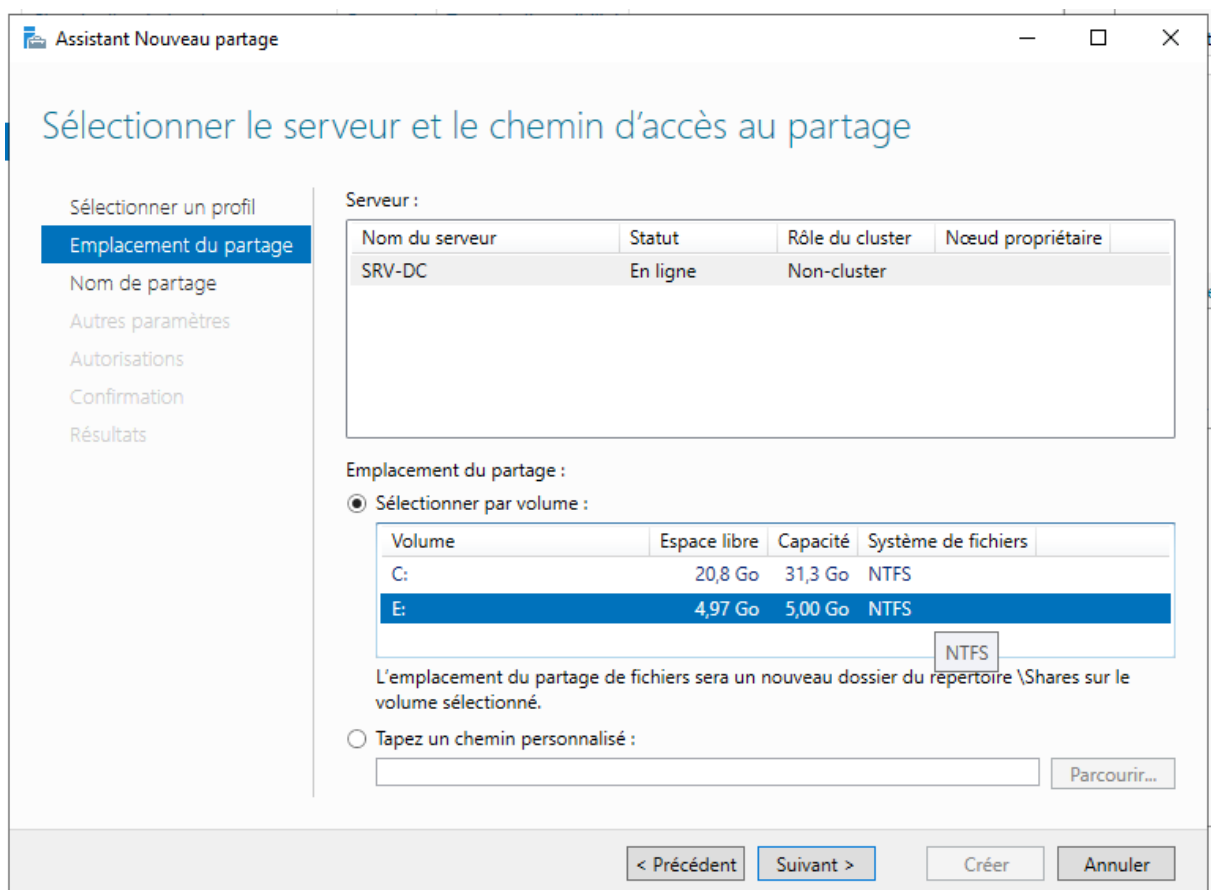 Assistant Nouveau partage
Sélectionner le serveur et le chemin d’accès au partage
Sélectionner un profil
Emplacement du partage
Nom de partage
Autres paramètres
Autorisations
Confirmation
Résultats
Serveur :
Nom du serveur Statut Rôle du cluster Nœud propriétaire
SRV-DC En ligne Non-cluster
Emplacement du partage :
Sélectionner par volume :
Volume Espace libre Capacité Système de fichiers
C: 20,8 Go 31,3 Go NTFS
E: 4,97 Go 5,00 Go NTFS
NTFS
L’emplacement du partage de fichiers sera un nouveau dossier du répertoire \Shares sur le
volume sélectionné.
Tapez un chemin personnalisé :
Parcourir...
< Précédent Suivant > Créer Annuler